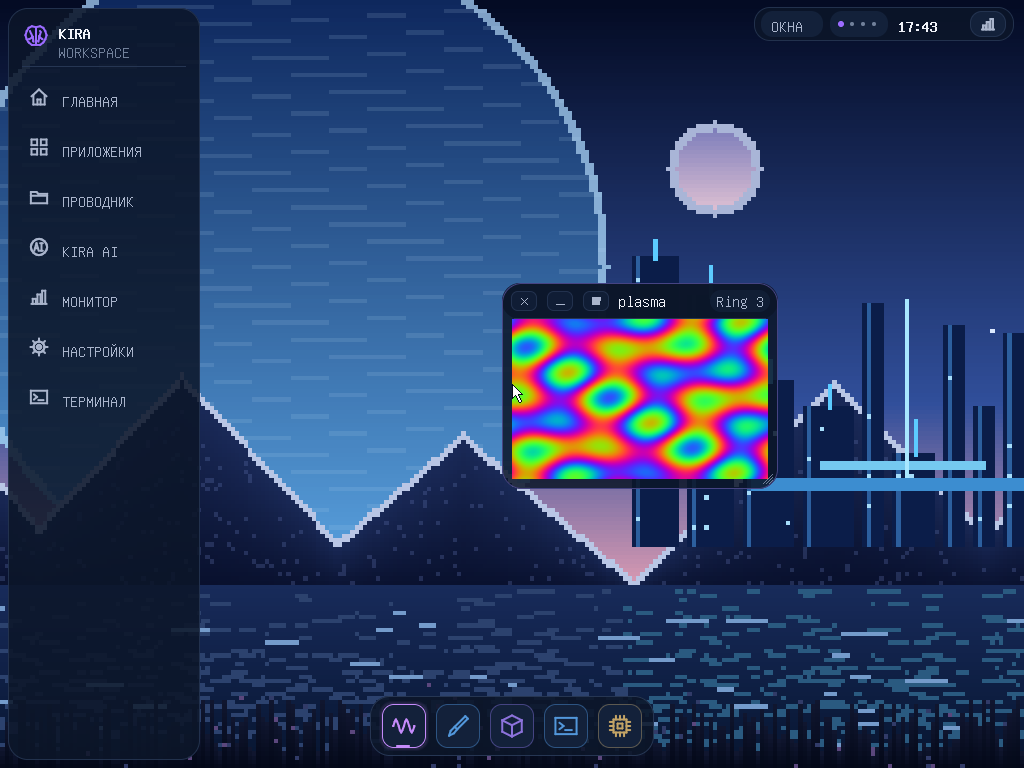 KIRA
WORKSPACE
ГЛАВНАЯ
ПРИЛОЖЕНИЯ
ПРОВОДНИК
KIRA AI
МОНИТОР
НАСТРОЙКИ
ТЕРМИНАЛ
ОКНА
17:43
plasma
Ring 3